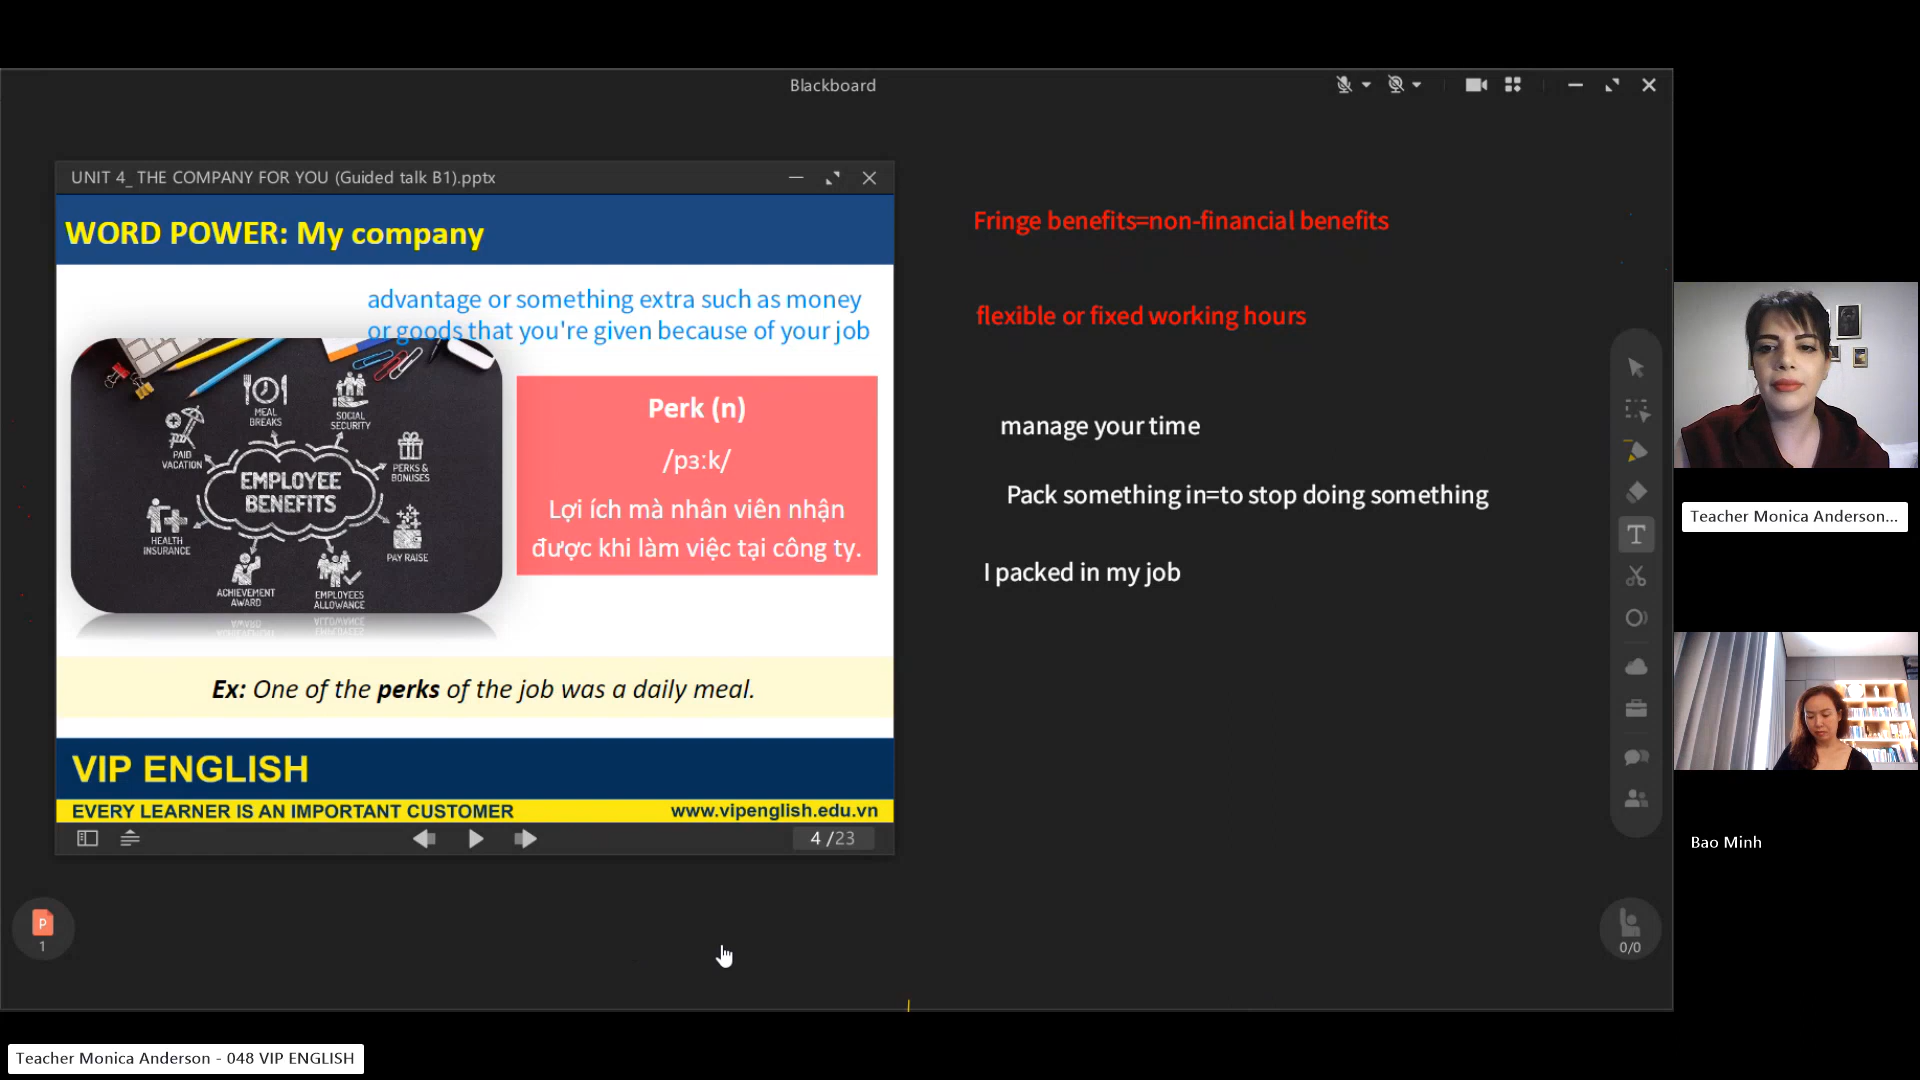 Blackboard
UNIT 4_ THE COMPANY FOR YOU (Guided talk B1).pptx
WORD POWER: My company
advantage or something extra such as money
or goods that you're given because of your job
MEAL
BREAKS
SOCIAL
SECURITY
PAID
VACATION
PERKS &
BONUSES
EMPLOYEE
BENEFITS
HEALTH
INSURANCE
PAY RAISE
ACHIEVEMENT
AWARD
EMPLOYEES
ALLOWANCE
Perk (n)
/pɜːk/
Lợi ích mà nhân viên nhận
được khi làm việc tại công ty.
Ex: One of the perks of the job was a daily meal.
VIP ENGLISH
EVERY LEARNER IS AN IMPORTANT CUSTOMER
www.vipenglish.edu.vn
4 /23
Fringe benefits=non-financial benefits
flexible or fixed working hours
manage your time
Pack something in=to stop doing something
I packed in my job
T
P
1
0/0
Teacher Monica Anderson...
Bao Minh
Teacher Monica Anderson - 048 VIP ENGLISH